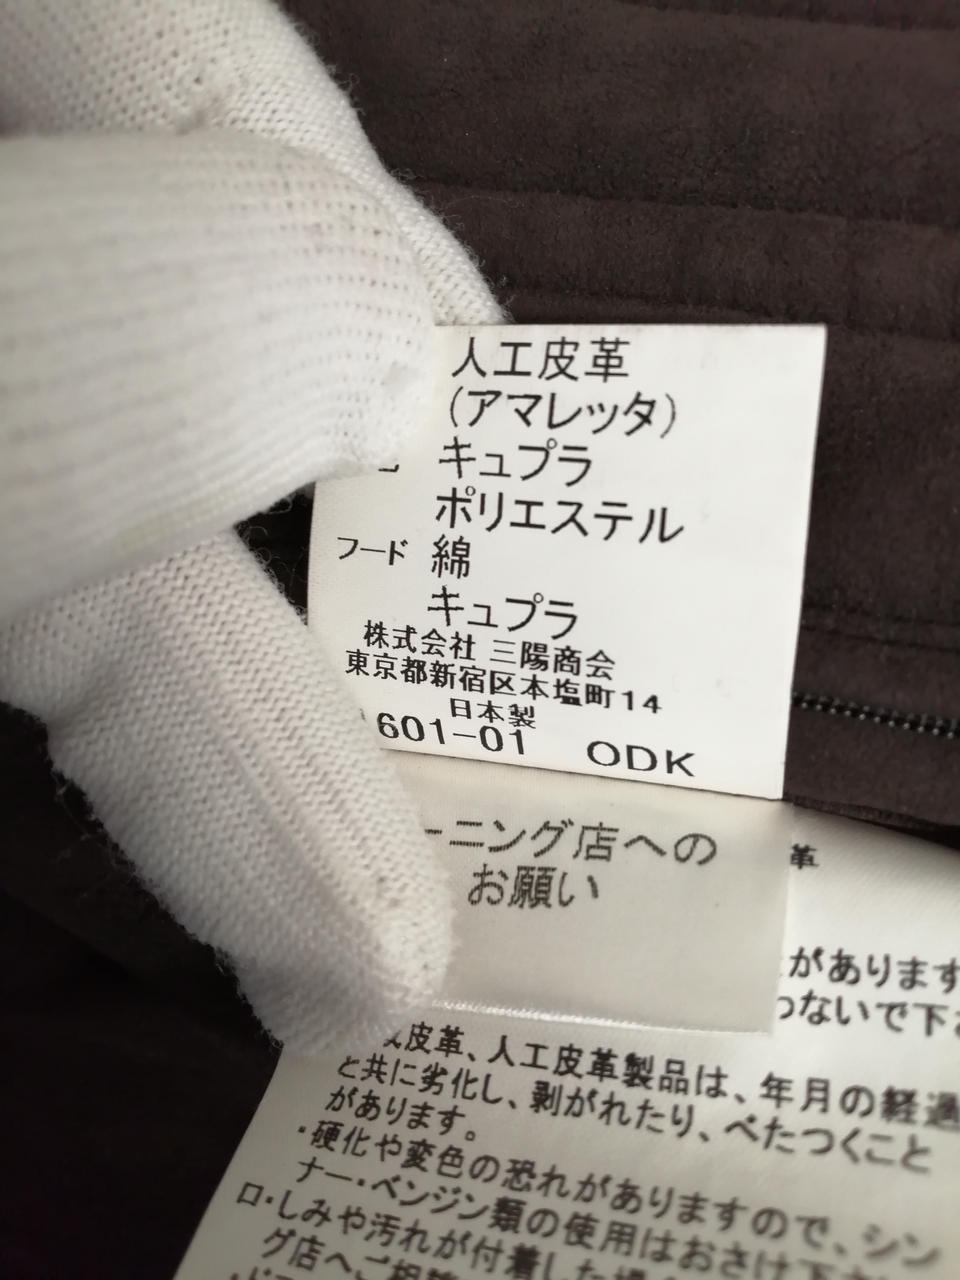 人工皮革
(アマレッタ)
キュプラ
ポリエステル
フード 綿
キュプラ
株式会社 三陽商会
東京都新宿区本塩町14
日本製
601-01 ODK
ーニング店への
お願い
革
があります
わないで下
皮革、人工皮革製品は、年月の経過
と共に劣化し、剥がれたり、べたつくこと
があります。
・硬化や変色の恐れがありますので、シン
ナー・ベンジン類の使用はおさけ下
ロ・しみや汚れが付着した場
グ店へご相談